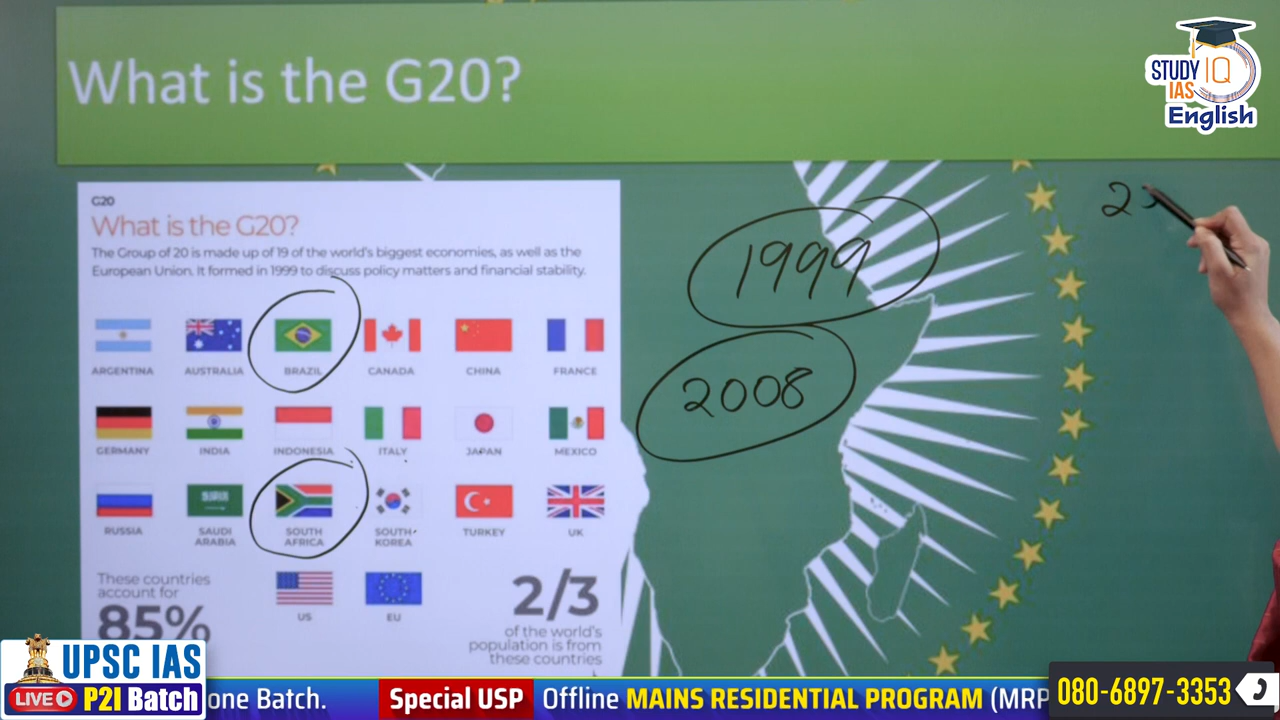 What is the G20?
STUDY IQ
IAS
English
G20
What is the G20?
The Group of 20 is made up of 19 of the world's biggest economies, as well as the
European Union. It formed in 1999 to discuss policy matters and financial stability.
ARGENTINA AUSTRALIA BRAZIL CANADA CHINA FRANCE
GERMANY INDIA INDONESIA ITALY JAPAN MEXICO
RUSSIA SAUDI ARABIA SOUTH AFRICA SOUTH KOREA TURKEY UK
US EU
These countries
account for
85%
2/3
of the world's
population is from
these countries
1999
2008
2
UPSC IAS
LIVE P2I Batch
one Batch.
Special USP
Offline MAINS RESIDENTIAL PROGRAM (MRP
080-6897-3353